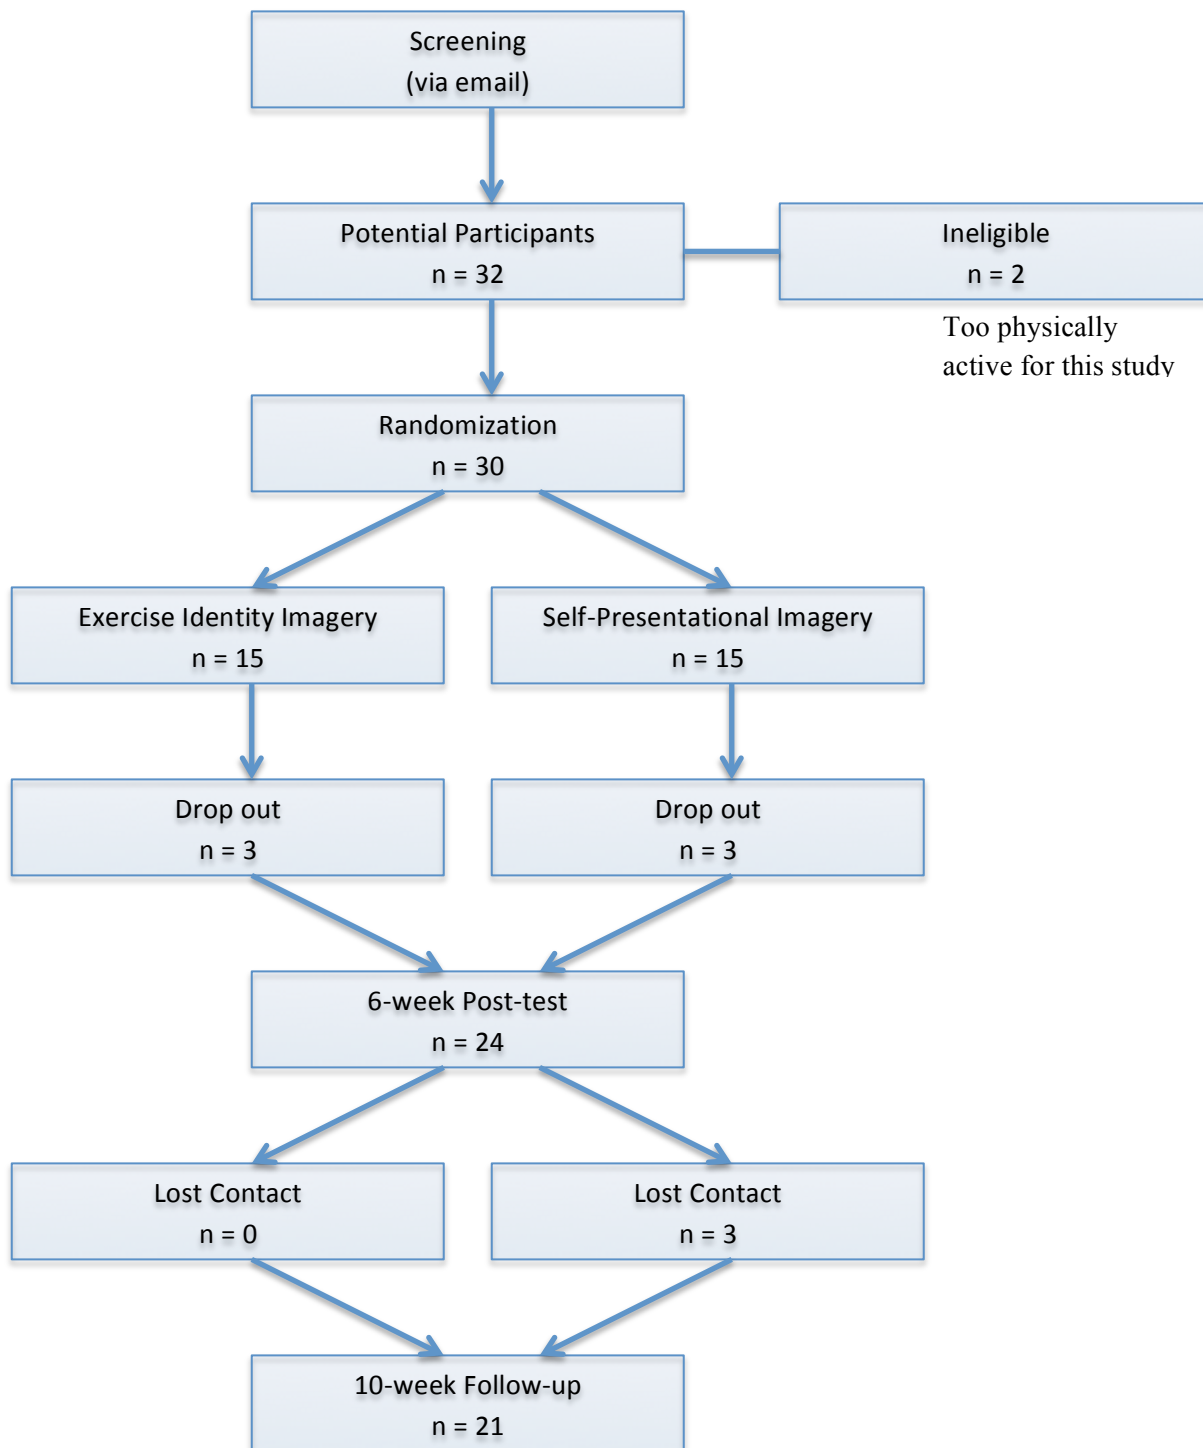 Screening
(via email)
Potential Participants
n = 32
Ineligible
n = 2
Too physically
active for this study
Randomization
n = 30
Exercise Identity Imagery
n = 15
Self-Presentational Imagery
n = 15
Drop out
n = 3
Drop out
n = 3
6-week Post-test
n = 24
Lost Contact
n = 0
Lost Contact
n = 3
10-week Follow-up
n = 21